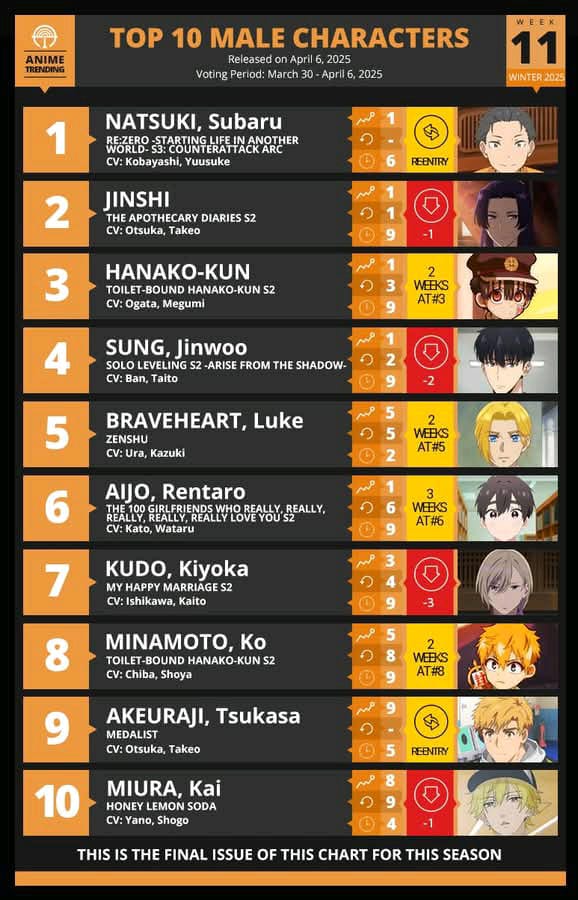 ANIME
TRENDING
TOP 10 MALE CHARACTERS
Released on April 6, 2025
Voting Period: March 30 - April 6, 2025
WEEK
11
WINTER 2025
1
NATSUKI, Subaru
RE:ZERO -STARTING LIFE IN ANOTHER
WORLD- S3: COUNTERATTACK ARC
CV: Kobayashi, Yuusuke
1
-
6
RE-ENTRY
2
JINSHI
THE APOTHECARY DIARIES S2
CV: Otsuka, Takeo
1
1
9
-1
3
HANAKO-KUN
TOILET-BOUND HANAKO-KUN S2
CV: Ogata, Megumi
1
3
9
2
WEEKS
AT #3
4
SUNG, Jinwoo
SOLO LEVELING S2 -ARISE FROM THE SHADOW-
CV: Ban, Taito
1
2
9
-2
5
BRAVEHEART, Luke
ZENSHU
CV: Ura, Kazuki
5
5
2
2
WEEKS
AT #5
6
AIJO, Rentaro
THE 100 GIRLFRIENDS WHO REALLY, REALLY,
REALLY, REALLY, REALLY LOVE YOU S2
CV: Kato, Wataru
1
6
9
3
WEEKS
AT #6
7
KUDO, Kiyoka
MY HAPPY MARRIAGE S2
CV: Ishikawa, Kaito
3
4
9
-3
8
MINAMOTO, Ko
TOILET-BOUND HANAKO-KUN S2
CV: Chiba, Shoya
5
8
9
2
WEEKS
AT #8
9
AKEURAJI, Tsukasa
MEDALIST
CV: Otsuka, Takeo
9
-
5
RE-ENTRY
10
MIURA, Kai
HONEY LEMON SODA
CV: Yano, Shogo
8
9
4
-1
THIS IS THE FINAL ISSUE OF THIS CHART FOR THIS SEASON